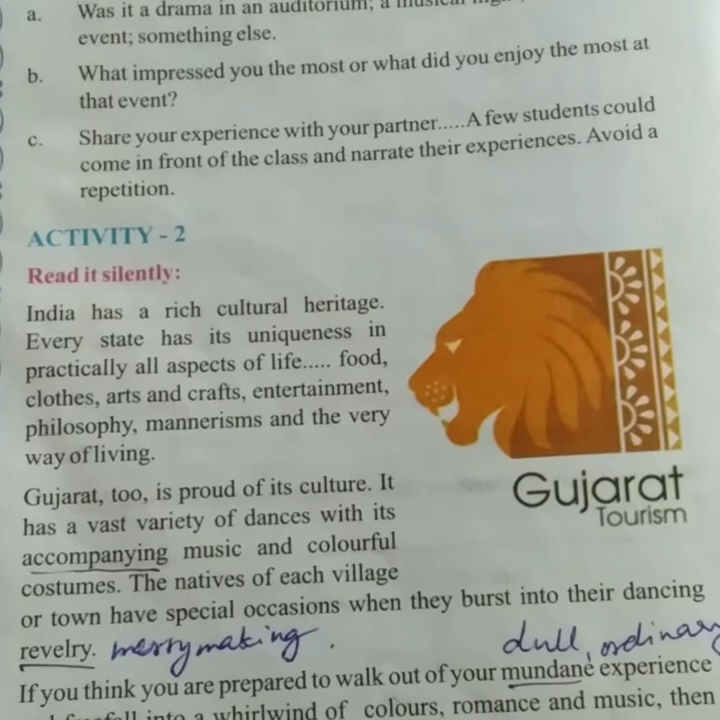 a. Was it a drama in an auditorium; a musical
event; something else.
b. What impressed you the most or what did you enjoy the most at
that event?
c. Share your experience with your partner.....A few students could
come in front of the class and narrate their experiences. Avoid a
repetition.
ACTIVITY - 2
Read it silently:
India has a rich cultural heritage.
Every state has its uniqueness in
practically all aspects of life..... food,
clothes, arts and crafts, entertainment,
philosophy, mannerisms and the very
way of living.
Gujarat, too, is proud of its culture. It
has a vast variety of dances with its
accompanying music and colourful
costumes. The natives of each village
or town have special occasions when they burst into their dancing
revelry. merrymaking.
dull, ordinary
If you think you are prepared to walk out of your mundane experience
into a whirlwind of colours, romance and music, then
Gujarat
Tourism